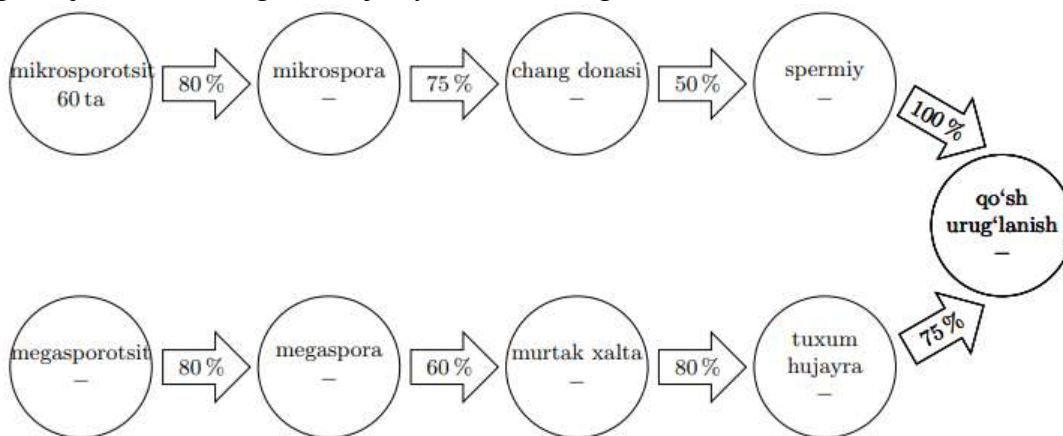 mikrosporotsit
60 ta
80 %
mikrospora
–
75 %
chang donasi
–
50 %
spermiy
–
100 %
qo‘sh
urug‘lanish
–
megasporotsit
–
80 %
megaspora
–
60 %
murtak xalta
–
80 %
tuxum
hujayra
–
75 %